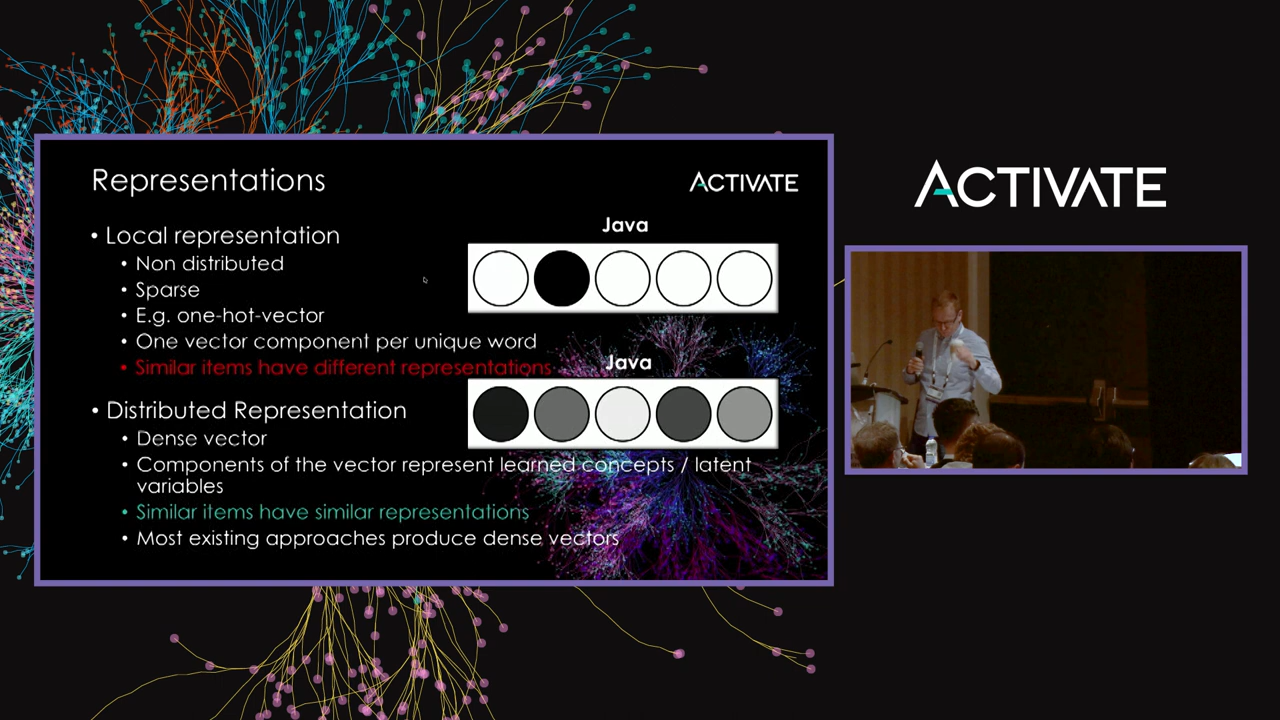 Representations
ACTIVATE
• Local representation
• Non distributed
• Sparse
• E.g. one-hot-vector
• One vector component per unique word
• Similar items have different representations
Java
• Distributed Representation
• Dense vector
• Components of the vector represent learned concepts / latent
variables
• Similar items have similar representations
• Most existing approaches produce dense vectors
Java
ACTIVATE